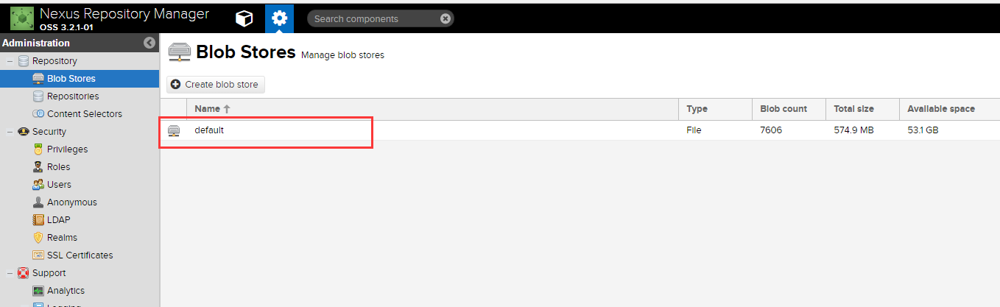 Nexus Repository Manager
OSS 3.2.1-01
Search components
Administration
Repository
Blob Stores
Repositories
Content Selectors
Security
Privileges
Roles
Users
Anonymous
LDAP
Realms
SSL Certificates
Support
Analytics
Logging
Blob Stores Manage blob stores
Create blob store
Name Type Blob count Total size Available space
default File 7606 574.9 MB 53.1 GB